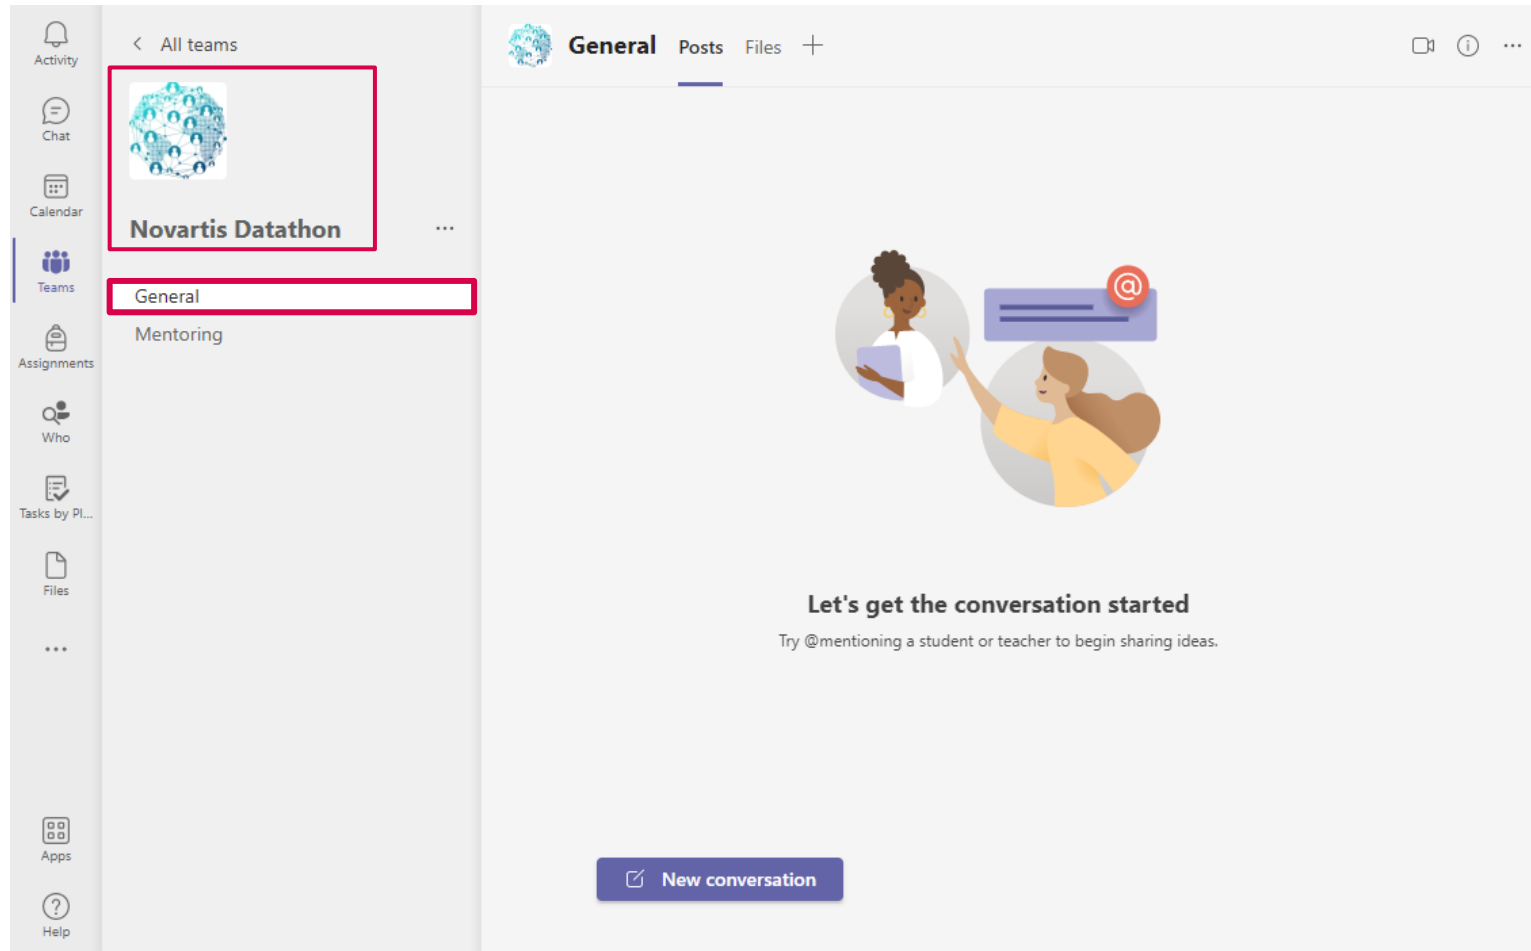 Activity
Chat
Calendar
Teams
Assignments
Who
Tasks by Pl...
Files
Apps
Help
All teams
Novartis Datathon
General
Mentoring
General Posts Files
@
Let's get the conversation started
Try @mentioning a student or teacher to begin sharing ideas.
New conversation